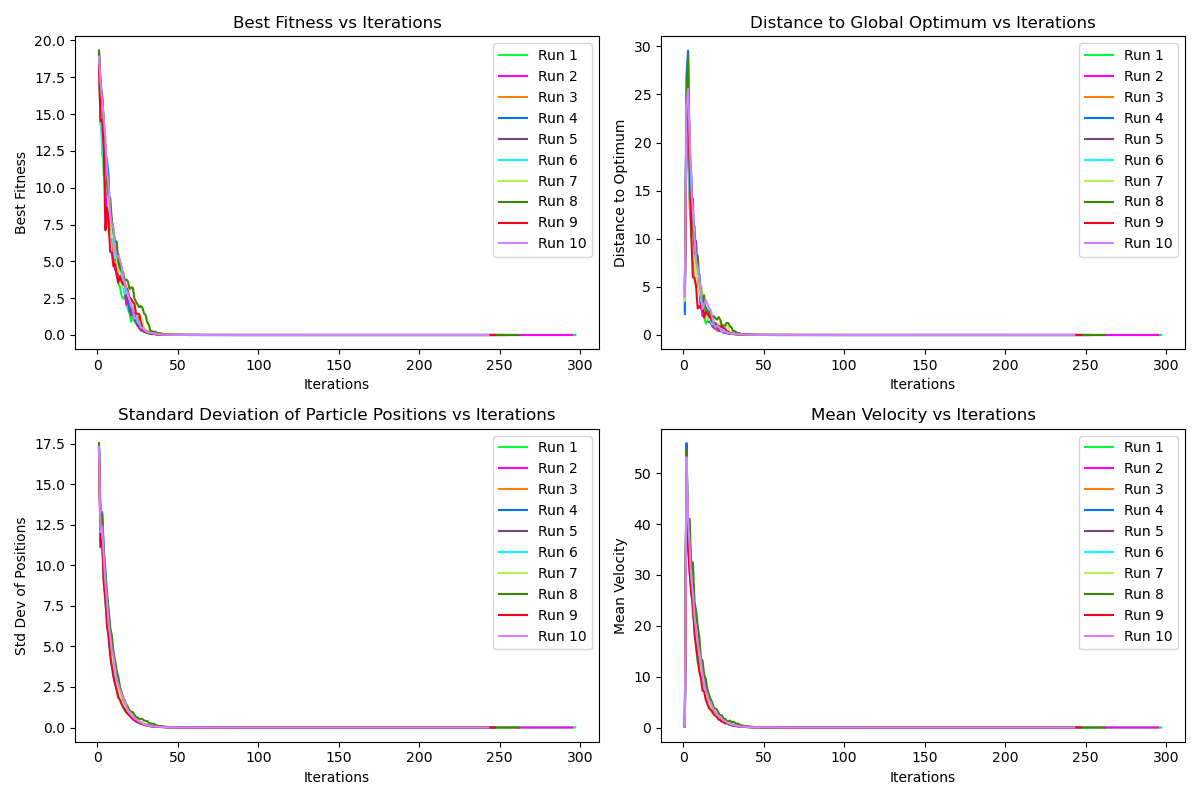 Best Fitness vs Iterations
20.0
17.5
15.0
12.5
10.0
7.5
5.0
2.5
0.0
Best Fitness
0 50 100 150 200 250 300
Iterations
Run 1
Run 2
Run 3
Run 4
Run 5
Run 6
Run 7
Run 8
Run 9
Run 10
Distance to Global Optimum vs Iterations
30
25
20
15
10
5
0
Distance to Optimum
0 50 100 150 200 250 300
Iterations
Run 1
Run 2
Run 3
Run 4
Run 5
Run 6
Run 7
Run 8
Run 9
Run 10
Standard Deviation of Particle Positions vs Iterations
17.5
15.0
12.5
10.0
7.5
5.0
2.5
0.0
Std Dev of Positions
0 50 100 150 200 250 300
Iterations
Run 1
Run 2
Run 3
Run 4
Run 5
Run 6
Run 7
Run 8
Run 9
Run 10
Mean Velocity vs Iterations
50
40
30
20
10
0
Mean Velocity
0 50 100 150 200 250 300
Iterations
Run 1
Run 2
Run 3
Run 4
Run 5
Run 6
Run 7
Run 8
Run 9
Run 10